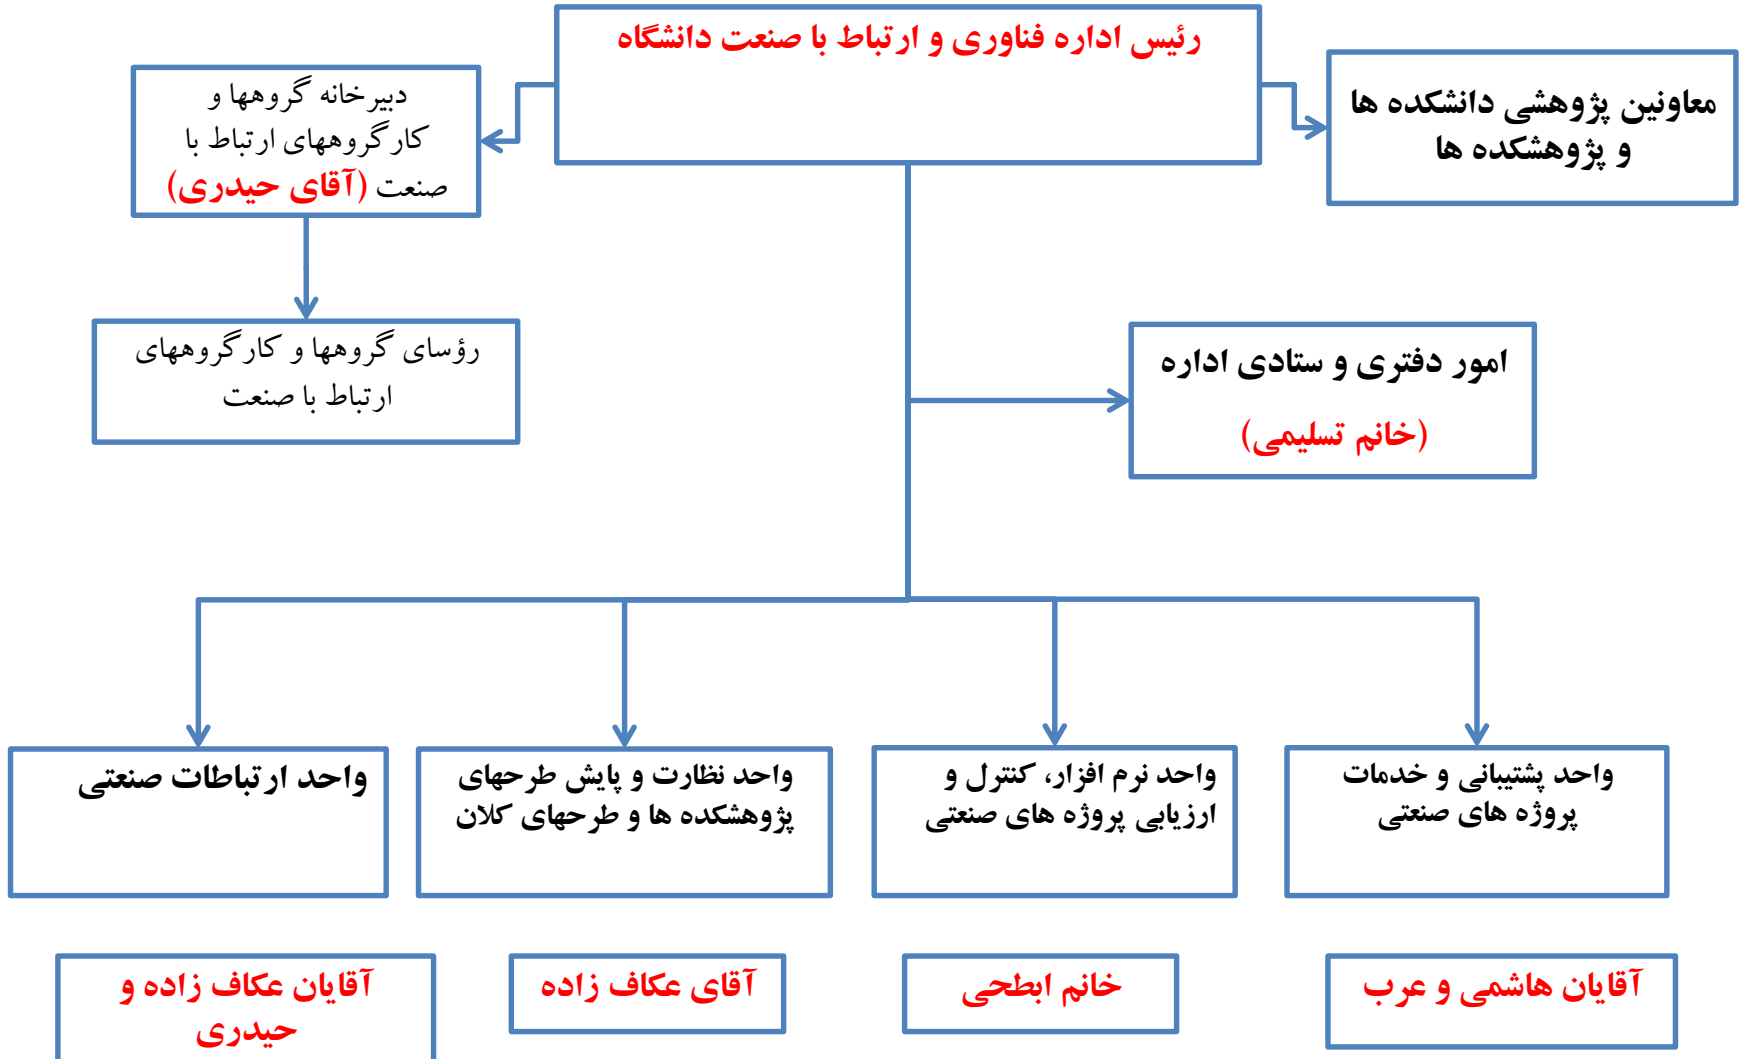 رئیس اداره فناوری و ارتباط با صنعت دانشگاه
معاونین پژوهشی دانشکده ها
و پژوهشکده ها
دبیرخانه گروهها و
کارگروههای ارتباط با
صنعت (آقای حیدری)
رؤسای گروهها و کارگروههای
ارتباط با صنعت
امور دفتری و ستادی اداره
(خانم تسلیمی)
واحد پشتیبانی و خدمات
پروژه های صنعتی
واحد نرم افزار، کنترل و
ارزیابی پروژه های صنعتی
واحد نظارت و پایش طرحهای
پژوهشکده ها و طرحهای کلان
واحد ارتباطات صنعتی
آقایان هاشمی و عرب
خانم ابطحی
آقای عکاف زاده
آقایان عکاف زاده و
حیدری